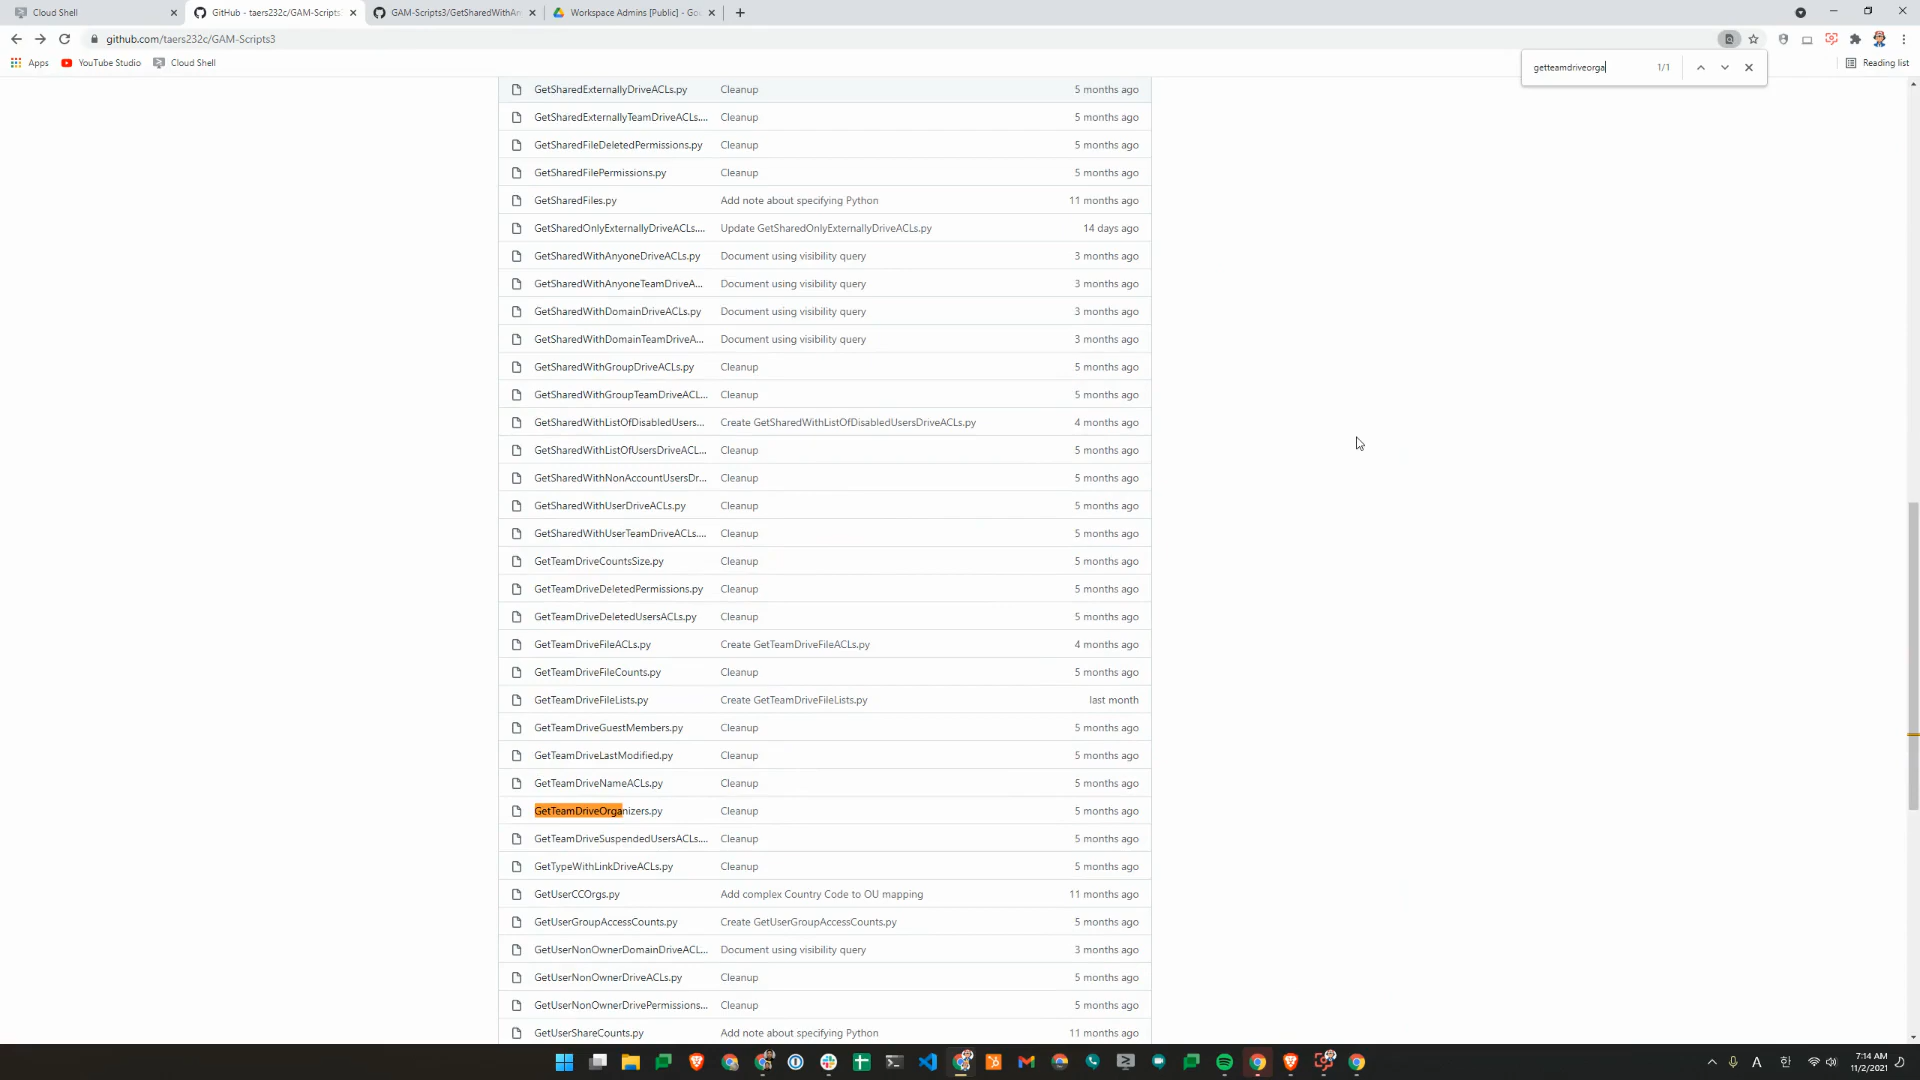 Cloud Shell
GitHub - taers232c/GAM-Scripts
GAM-Scripts3/GetSharedWithAn
Workspace Admins [Public] - Goo
github.com/taers232c/GAM-Scripts3
Apps
YouTube Studio
Cloud Shell
Reading list
getteamdriveorga
1/1
GetSharedExternallyDriveACLs.py Cleanup 5 months ago
GetSharedExternallyTeamDriveACLs.... Cleanup 5 months ago
GetSharedFileDeletedPermissions.py Cleanup 5 months ago
GetSharedFilePermissions.py Cleanup 5 months ago
GetSharedFiles.py Add note about specifying Python 11 months ago
GetSharedOnlyExternallyDriveACLs.... Update GetSharedOnlyExternallyDriveACLs.py 14 days ago
GetSharedWithAnyoneDriveACLs.py Document using visibility query 3 months ago
GetSharedWithAnyoneTeamDriveA... Document using visibility query 3 months ago
GetSharedWithDomainDriveACLs.py Document using visibility query 3 months ago
GetSharedWithDomainTeamDriveA... Document using visibility query 3 months ago
GetSharedWithGroupDriveACLs.py Cleanup 5 months ago
GetSharedWithGroupTeamDriveACL... Cleanup 5 months ago
GetSharedWithListOfDisabledUsers... Create GetSharedWithListOfDisabledUsersDriveACLs.py 4 months ago
GetSharedWithListOfUsersDriveACL... Cleanup 5 months ago
GetSharedWithNonAccountUsersDr... Cleanup 5 months ago
GetSharedWithUserDriveACLs.py Cleanup 5 months ago
GetSharedWithUserTeamDriveACLs.... Cleanup 5 months ago
GetTeamDriveCountsSize.py Cleanup 5 months ago
GetTeamDriveDeletedPermissions.py Cleanup 5 months ago
GetTeamDriveDeletedUsersACLs.py Cleanup 5 months ago
GetTeamDriveFileACLs.py Create GetTeamDriveFileACLs.py 4 months ago
GetTeamDriveFileCounts.py Cleanup 5 months ago
GetTeamDriveFileLists.py Create GetTeamDriveFileLists.py last month
GetTeamDriveGuestMembers.py Cleanup 5 months ago
GetTeamDriveLastModified.py Cleanup 5 months ago
GetTeamDriveNameACLs.py Cleanup 5 months ago
GetTeamDriveOrganizers.py Cleanup 5 months ago
GetTeamDriveSuspendedUsersACLs.... Cleanup 5 months ago
GetTypeWithLinkDriveACLs.py Cleanup 5 months ago
GetUserCCOrgs.py Add complex Country Code to OU mapping 11 months ago
GetUserGroupAccessCounts.py Create GetUserGroupAccessCounts.py 5 months ago
GetUserNonOwnerDomainDriveACL... Document using visibility query 3 months ago
GetUserNonOwnerDriveACLs.py Cleanup 5 months ago
GetUserNonOwnerDrivePermissions... Cleanup 5 months ago
GetUserShareCounts.py Add note about specifying Python 11 months ago
A
한
7:14 AM
11/2/2021